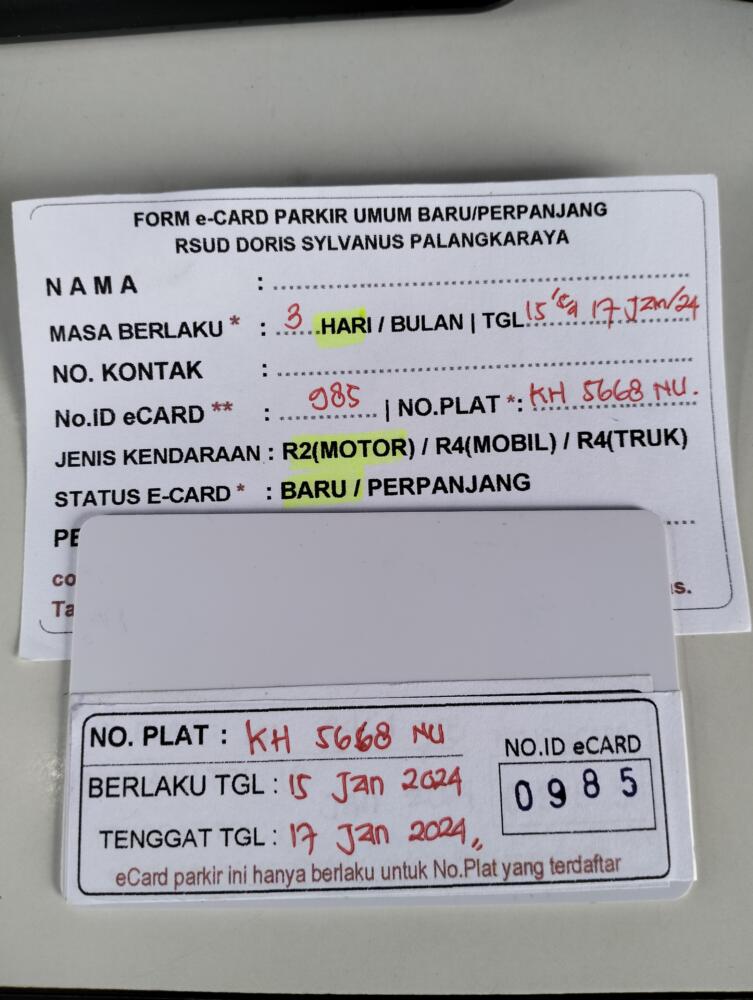 FORM e-CARD PARKIR UMUM BARU/PERPANJANG
RSUD DORIS SYLVANUS PALANGKARAYA
NAMA :
MASA BERLAKU * : 3 HARI / BULAN | TGL 15 s/d 17 Jan/24
NO. KONTAK :
No.ID eCARD ** : 985 | NO.PLAT *: KH 5668 NU.
JENIS KENDARAAN : R2(MOTOR) / R4(MOBIL) / R4(TRUK)
STATUS E-CARD * : BARU / PERPANJANG
NO. PLAT : KH 5668 NU
NO.ID eCARD
BERLAKU TGL : 15 Jan 2024
0985
TENGGAT TGL : 17 Jan 2024
eCard parkir ini hanya berlaku untuk No.Plat yang terdaftar